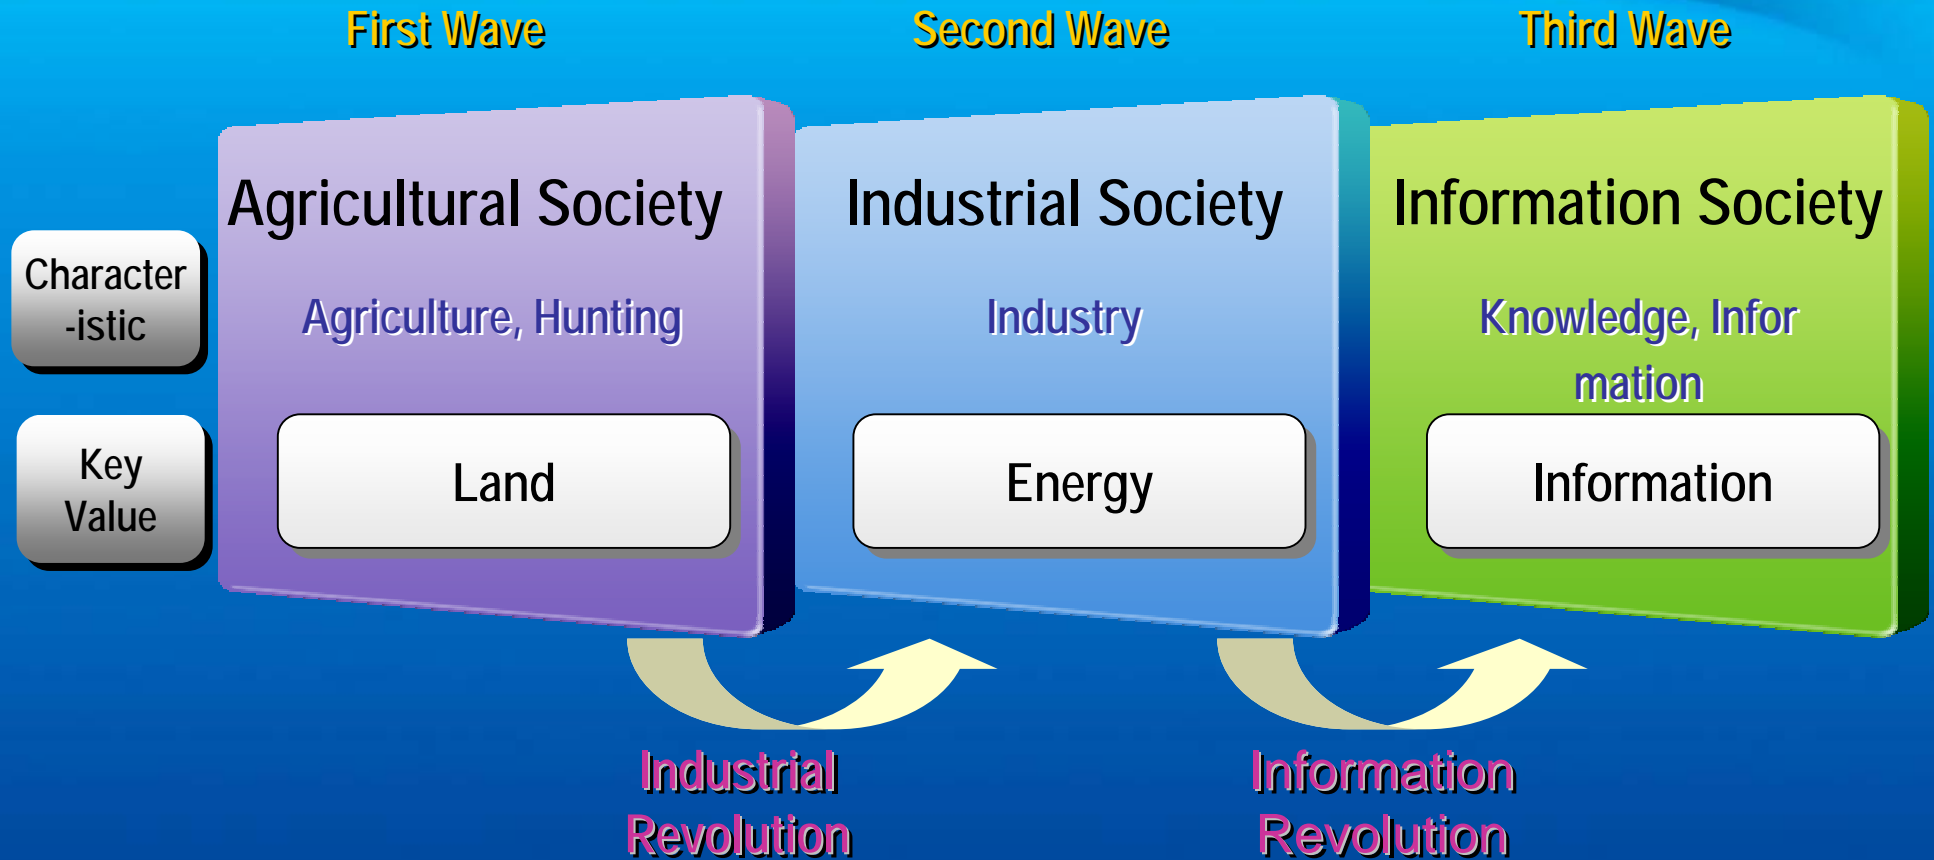 First Wave
Second Wave
Third Wave
Agricultural Society
Industrial Society
Information Society
Character
-istic
Agriculture, Hunting
Industry
Knowledge, Infor
mation
Key
Value
Land
Energy
Information
Industrial
Revolution
Information
Revolution